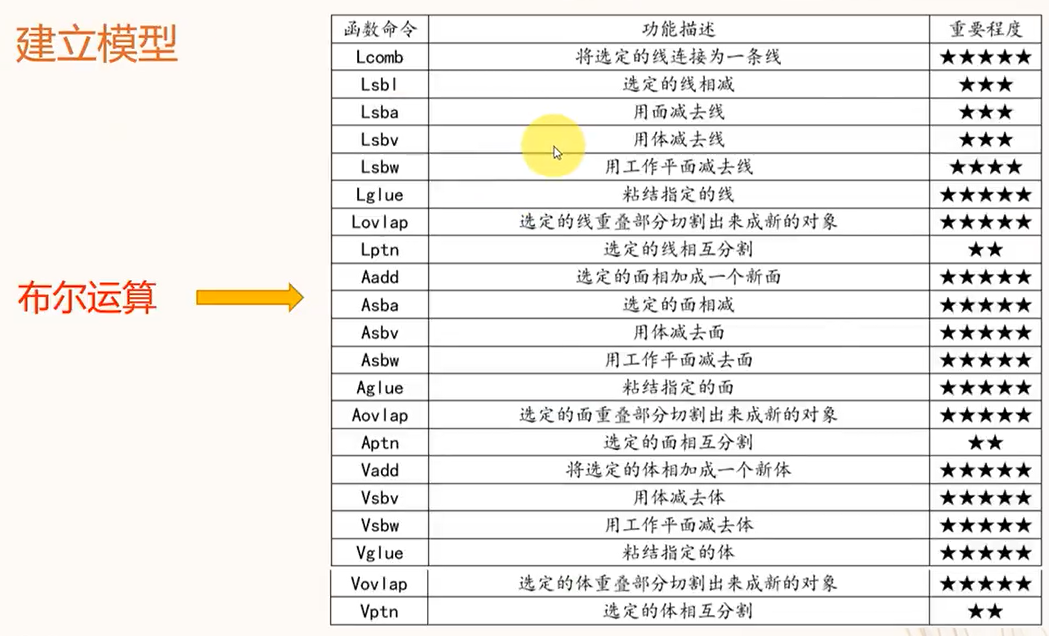 建立模型
布尔运算
函数命令 功能描述 重要程度
Lcomb 将选定的线连接为一条线 ★★★★★
Lsbl 选定的线相减 ★★★
Lsba 用面减去线 ★★★
Lsbv 用体减去线 ★★★
Lsbw 用工作平面减去线 ★★★★
Lglue 粘结指定的线 ★★★★★
Lovlap 选定的线重叠部分切割出来成新的对象 ★★★★★
Lptn 选定的线相互分割 ★★
Aadd 选定的面相加成一个新面 ★★★★★
Asba 选定的面相减 ★★★★★
Asbv 用体减去面 ★★★★★
Asbw 用工作平面减去面 ★★★★★
Aglue 粘结指定的面 ★★★★★
Aovlap 选定的面重叠部分切割出来成新的对象 ★★★★★
Aptn 选定的面相互分割 ★★
Vadd 将选定的体相加成一个新体 ★★★★★
Vsbv 用体减去体 ★★★★★
Vsbw 用工作平面减去体 ★★★★★
Vglue 粘结指定的体 ★★★★★
Vovlap 选定的体重叠部分切割出来成新的对象 ★★★★★
Vptn 选定的体相互分割 ★★